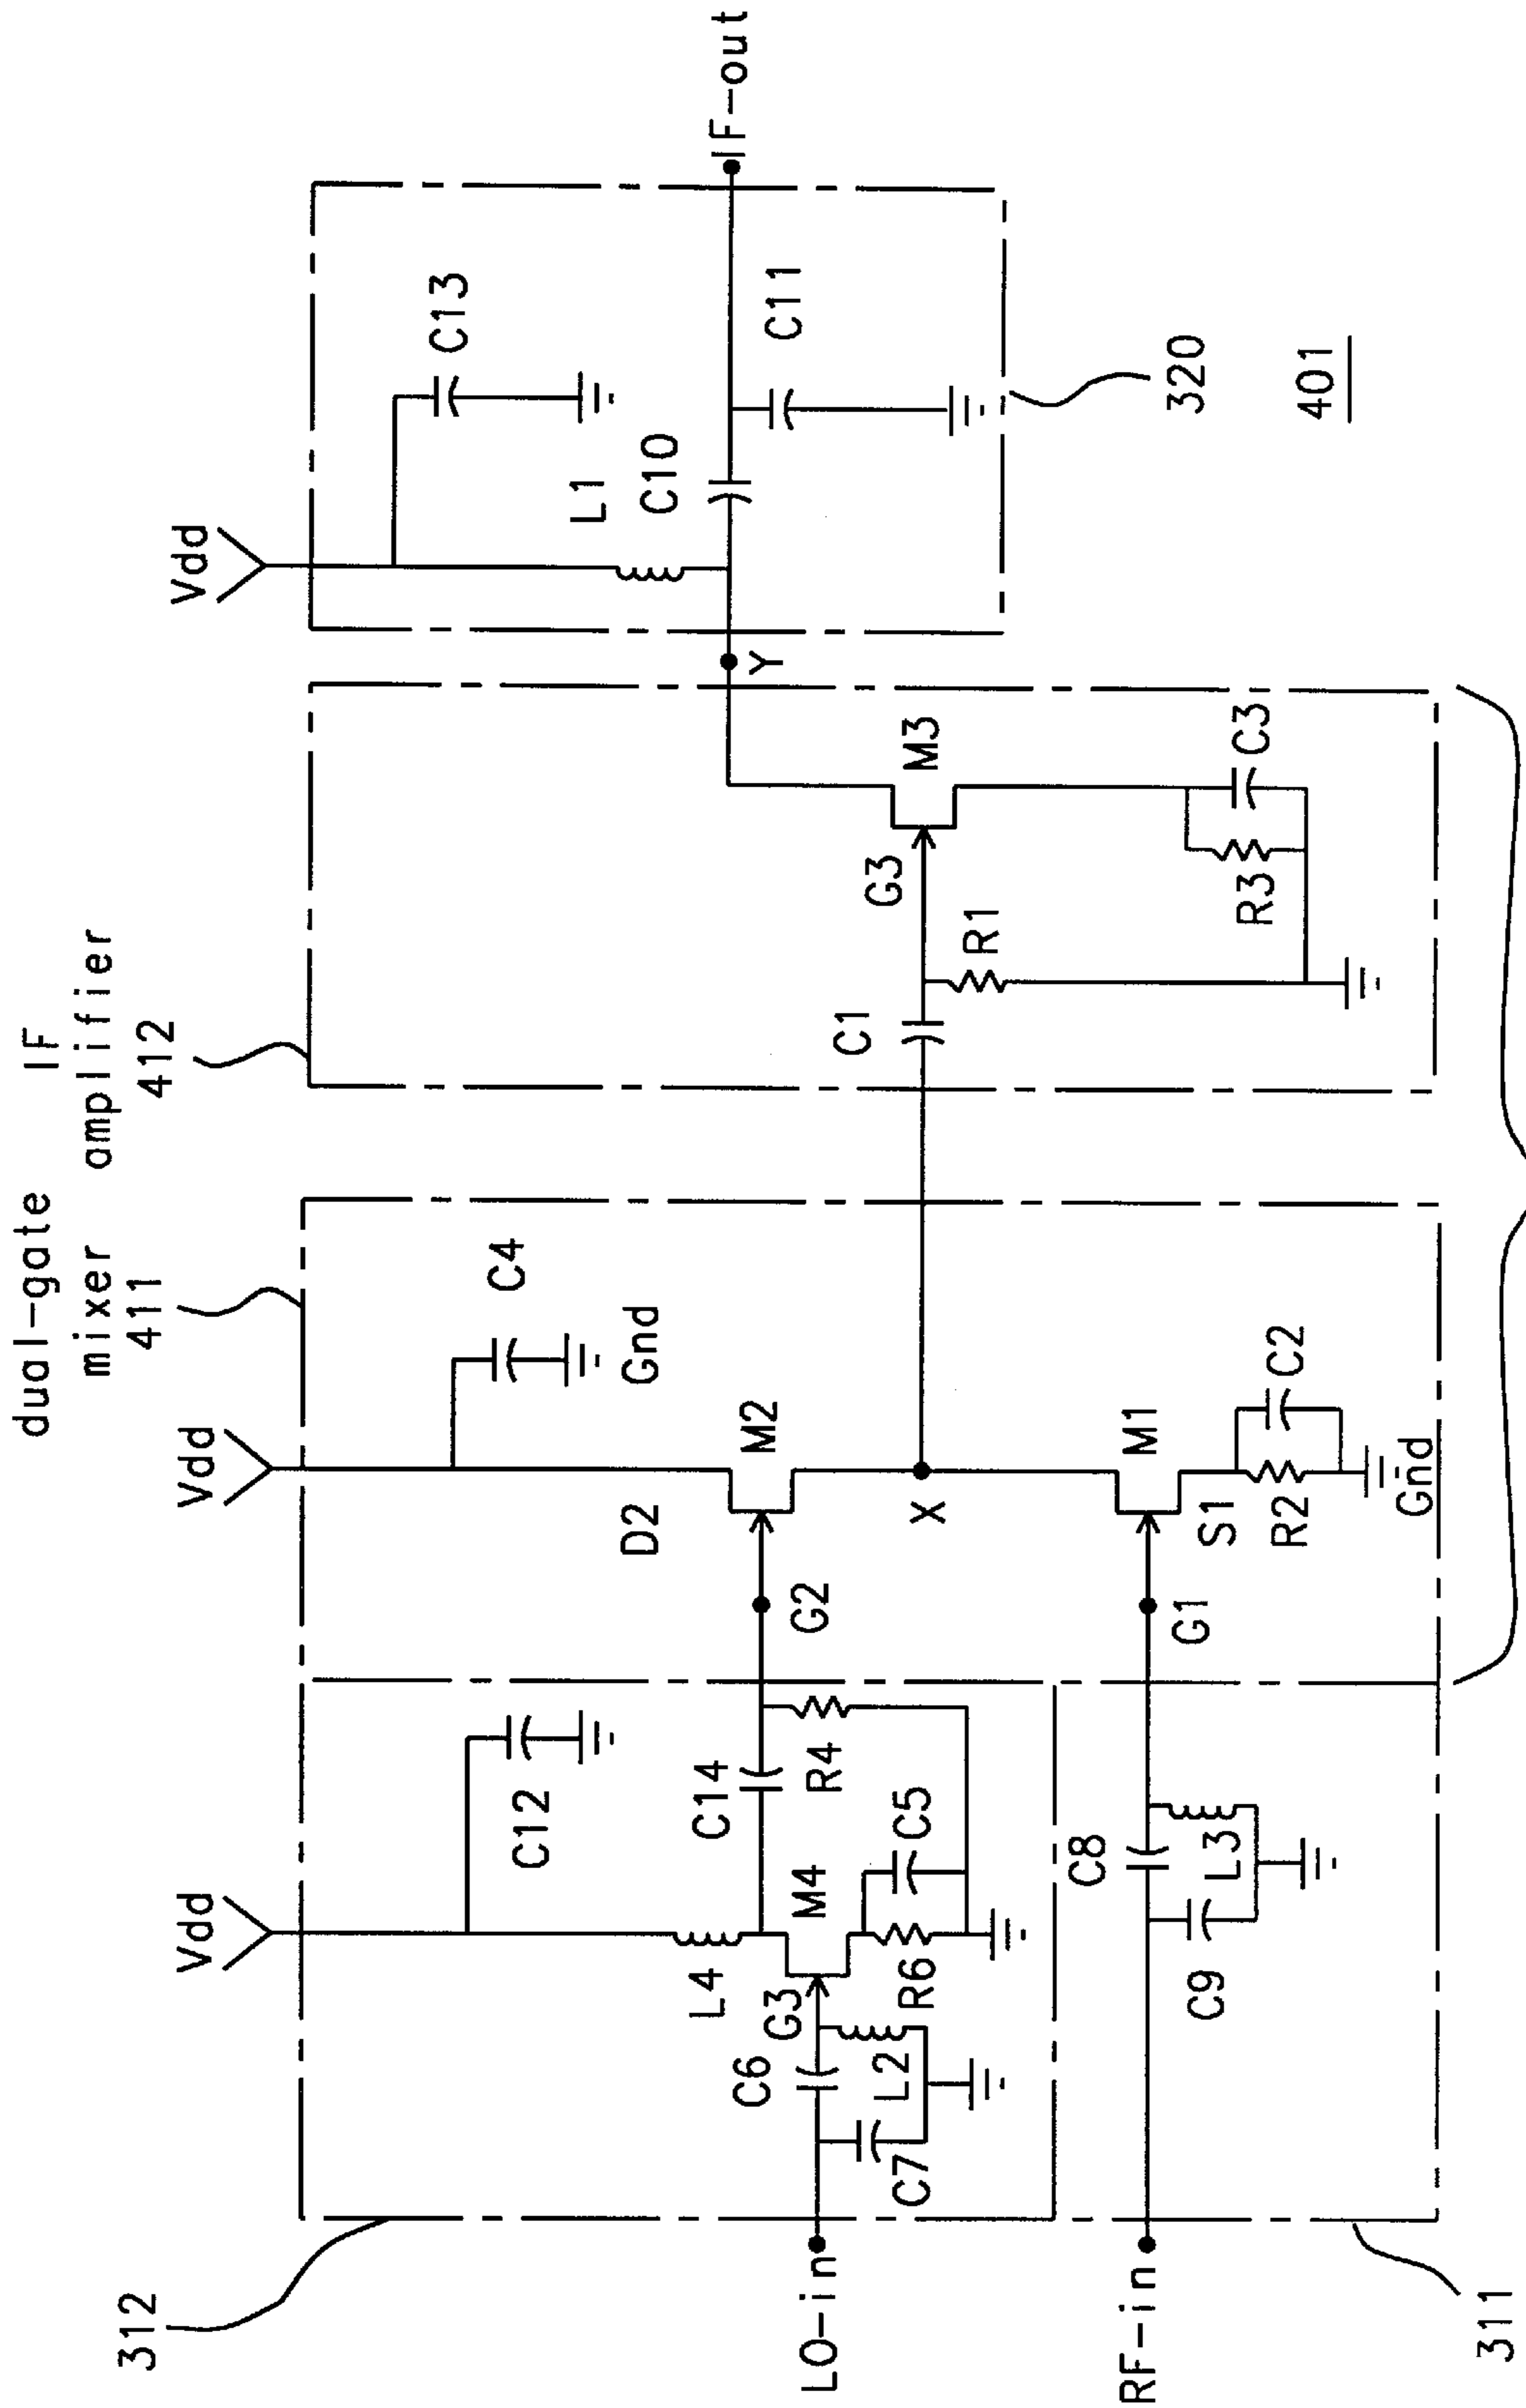 dual-gate
mixer
411
IF
amplifier
412
312
Vdd
Vdd
Vdd
C12
C4
C13
L4
C14
D2
Gnd
L1
C10
IF-out
LO-in
C6
G3
M4
R4
G2
M2
Y
C11
C7
L2
R6
C5
X
C1
G3
R1
M3
RF-in
C8
C9
L3
G1
M1
S1
R2
C2
Gnd
R3
C3
320
401
311